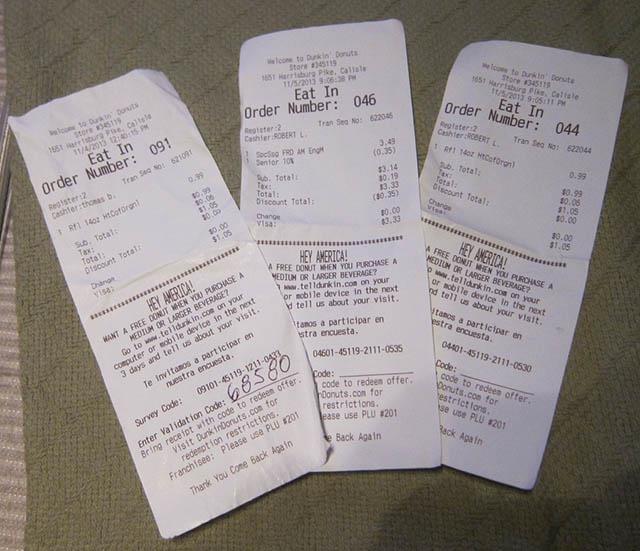 Welcome to Dunkin' Donuts
Store #345119
1651 Harrisburg Pike, Calisle
11/4/2013 12:40:15 PM
Eat In
Order Number: 091
Register:2 Tran Seq No: 621091
Cashier:thomas b.
1 Rfl 14oz HtCofOrgnl 0.99
Sub. Total: $0.99
Tax: $0.06
Total: $1.05
Discount Total: $0.00
Change $0.00
Visa: $1.05
HEY AMERICA!
WANT A FREE DONUT WHEN YOU PURCHASE A
MEDIUM OR LARGER BEVERAGE?
Go to www.telldunkin.com on your
computer or mobile device in the next
3 days and tell us about your visit.
Te invitamos a participar en
nuestra encuesta.
Survey Code: 09101-45119-1211-0433
Enter Validation Code: 68580
Bring receipt with code to redeem offer.
Visit DunkinDonuts.com for
redemption restrictions.
Franchisee: Please use PLU #201
Thank You Come Back Again
Welcome to Dunkin' Donuts
Store #345119
1651 Harrisburg Pike, Calisle
11/5/2013 9:06:38 PM
Eat In
Order Number: 046
Register:2 Tran Seq No: 622046
Cashier:ROBERT L.
1 SpcSsg FRD AM EngM 3.49
1 Senior 10% (0.35)
Sub. Total: $3.14
Tax: $0.19
Total: $3.33
Discount Total: ($0.35)
Change $0.00
Visa: $3.33
HEY AMERICA!
A FREE DONUT WHEN YOU PURCHASE A
MEDIUM OR LARGER BEVERAGE?
www.telldunkin.com on your
or mobile device in the next
nd tell us about your visit.
itamos a participar en
stra encuesta.
04601-45119-2111-0535
Code:
code to redeem offer.
Donuts.com for
restrictions.
ease use PLU #201
e Back Again
Welcome to Dunkin' Donuts
Store #345119
1651 Harrisburg Pike, Calisle
11/5/2013 9:05:11 PM
Eat In
Order Number: 044
Register:2 Tran Seq No: 622044
Cashier:ROBERT L.
1 Rfl 14oz HtCofOrgnl 0.99
Sub. Total: $0.99
Tax: $0.06
Total: $1.05
Discount Total: $0.00
Change $0.00
Visa: $1.05
HEY AMERICA!
A FREE DONUT WHEN YOU PURCHASE A
MEDIUM OR LARGER BEVERAGE?
www.telldunkin.com on your
or mobile device in the next
nd tell us about your visit.
itamos a participar en
stra encuesta.
04401-45119-2111-0530
Code:
code to redeem offer.
Donuts.com for
restrictions.
ase use PLU #201
Back Again